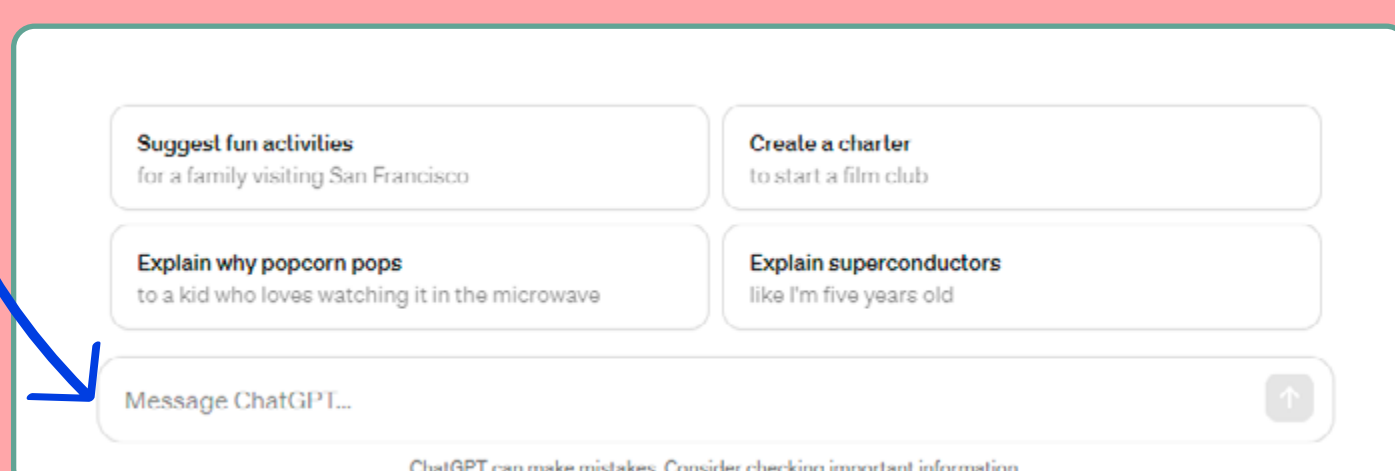 Suggest fun activities
for a family visiting San Francisco
Create a charter
to start a film club
Explain why popcorn pops
to a kid who loves watching it in the microwave
Explain superconductors
like I'm five years old
Message ChatGPT...
ChatGPT can make mistakes. Consider checking important information.